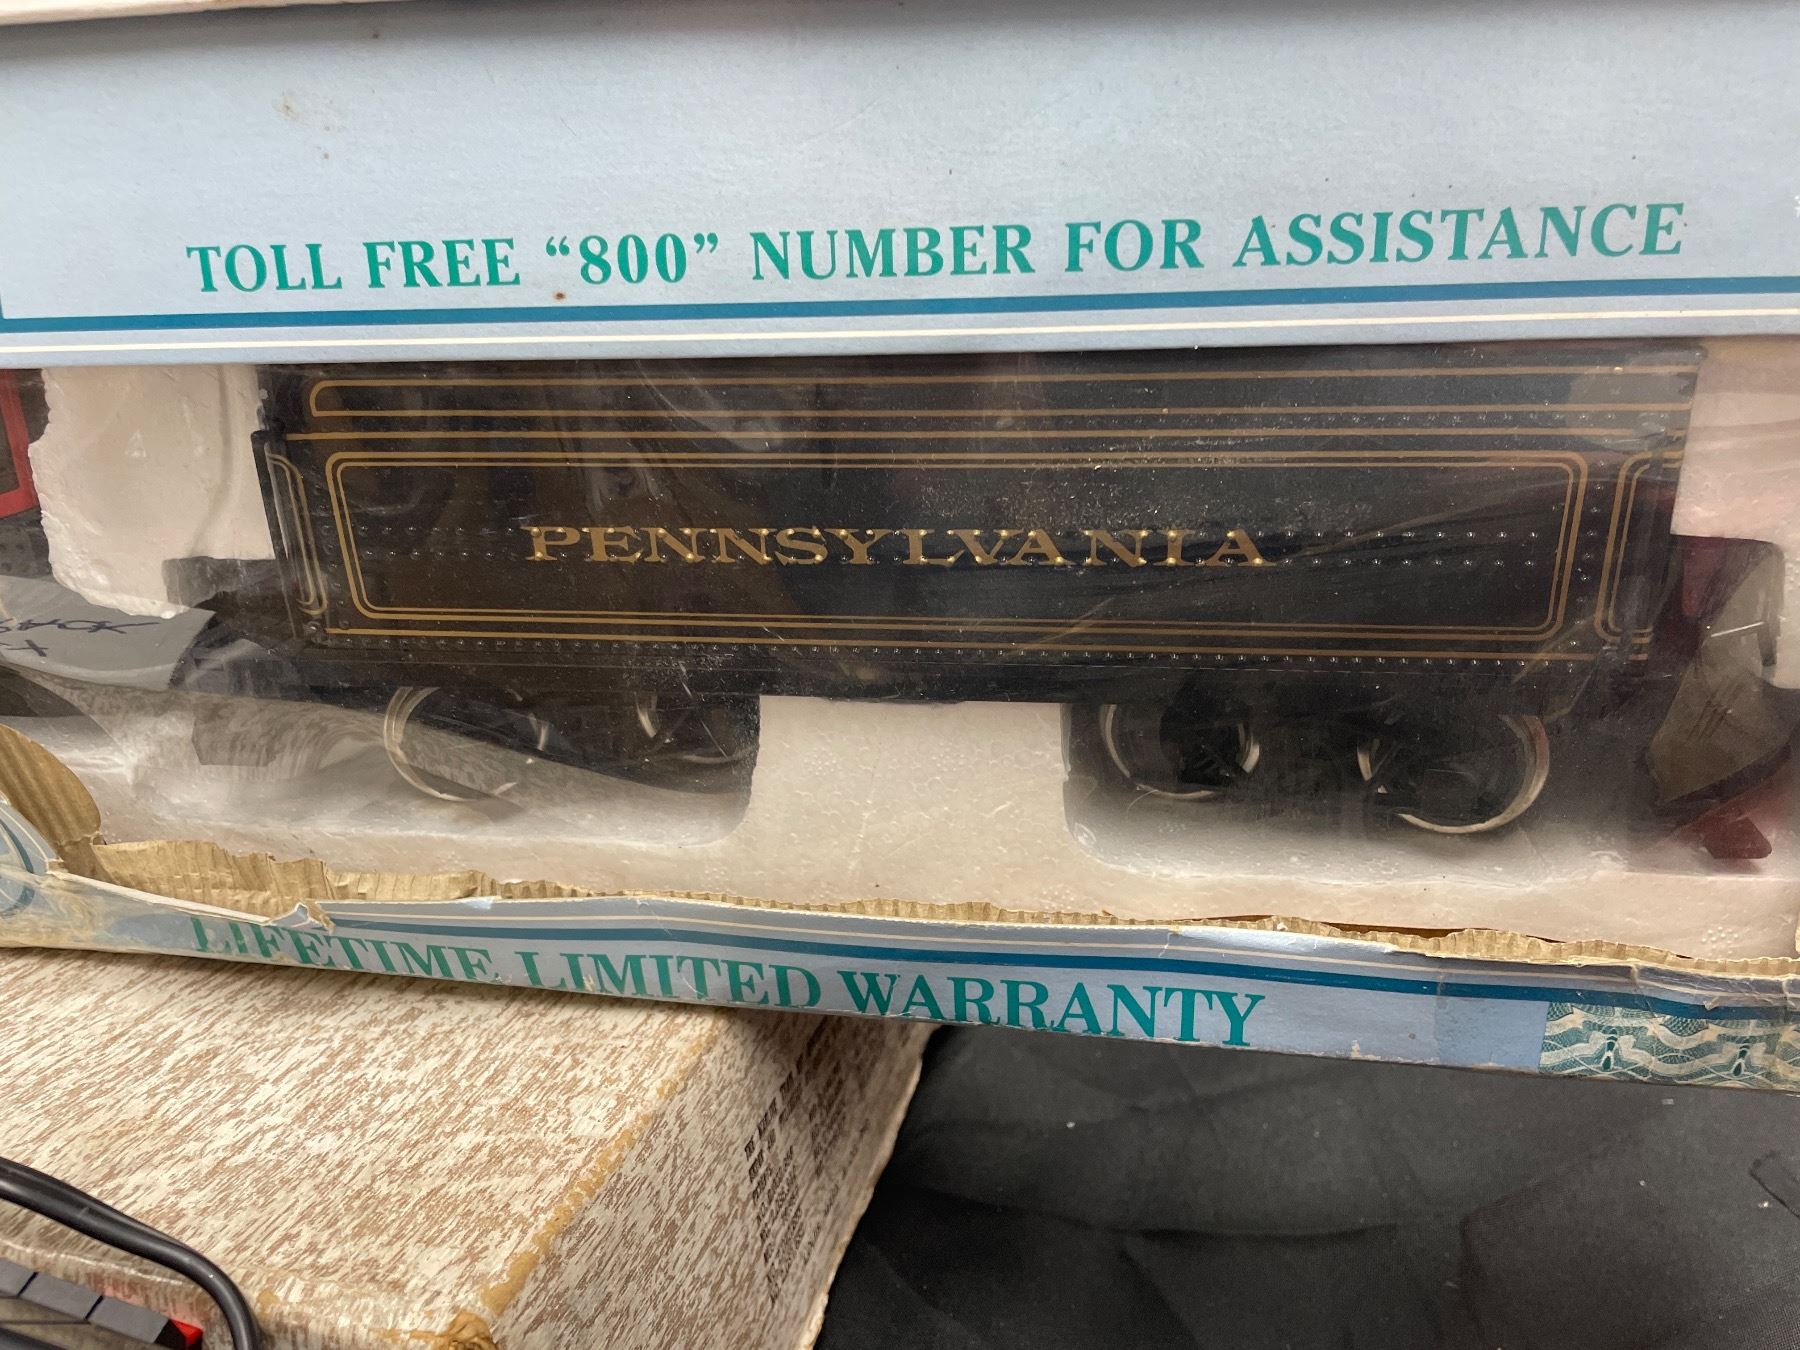 TOLL FREE “800” NUMBER FOR ASSISTANCE
PENNSYLVANIA
LIFETIME LIMITED WARRANTY